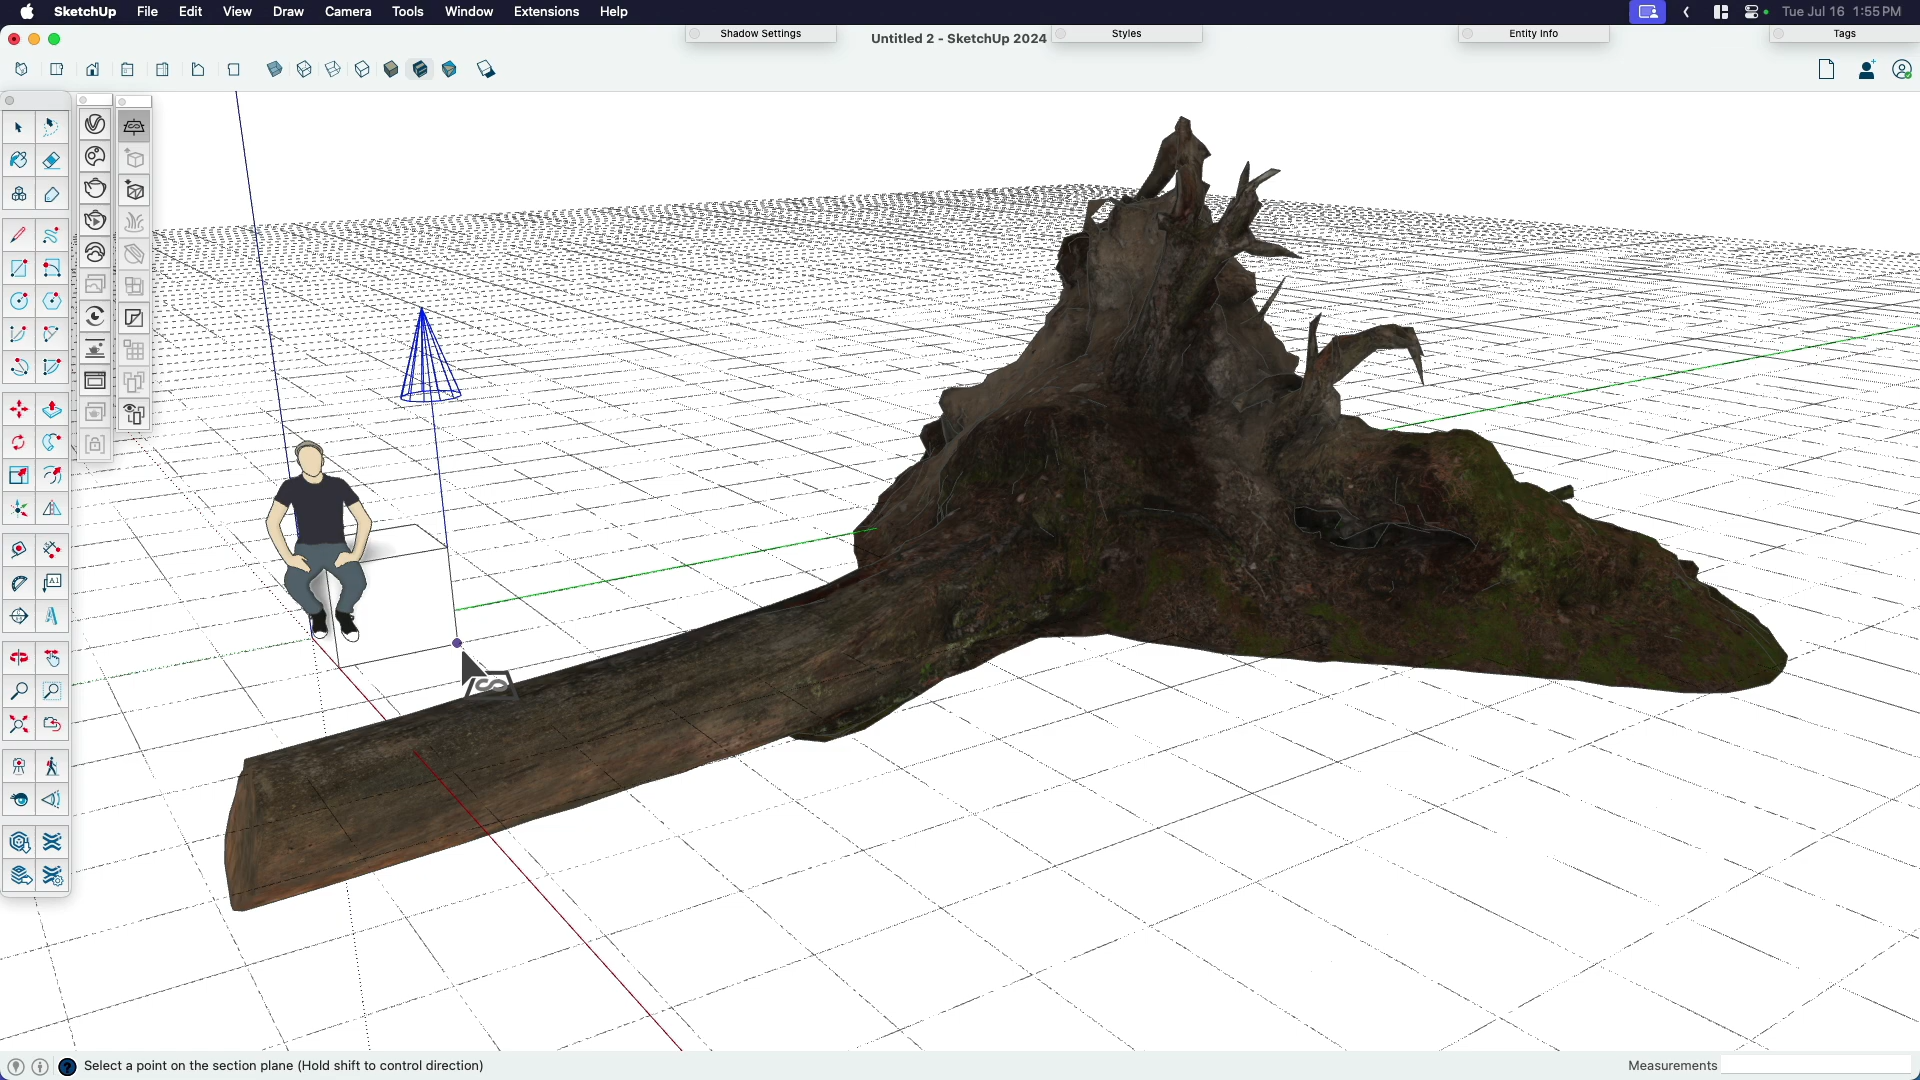 SketchUp File Edit View Draw Camera Tools Window Extensions Help Tue Jul 16 1:55 PM
Shadow Settings Untitled 2 - SketchUp 2024 Styles Entity Info Tags
A1
Select a point on the section plane (Hold shift to control direction) Measurements